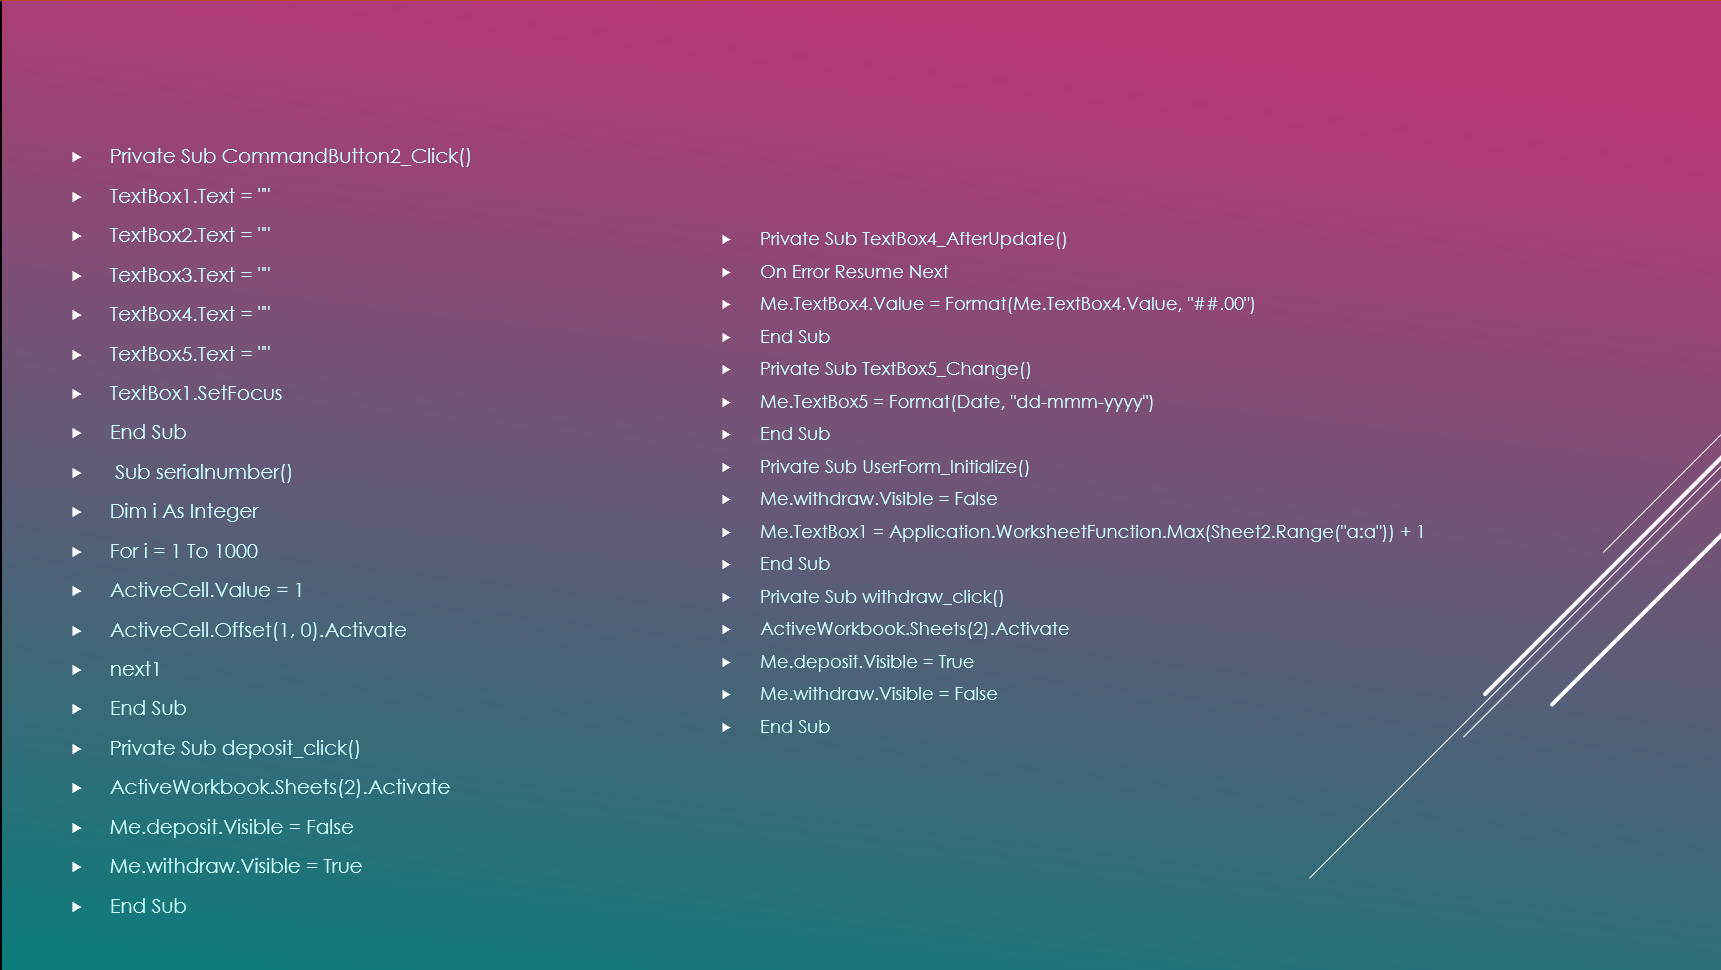 Private Sub CommandButton2_Click()
TextBox1.Text = ""
TextBox2.Text = ""
TextBox3.Text = ""
TextBox4.Text = ""
TextBox5.Text = ""
TextBox1.SetFocus
End Sub
Sub serialnumber()
Dim i As Integer
For i = 1 To 1000
ActiveCell.Value = 1
ActiveCell.Offset(1, 0).Activate
next1
End Sub
Private Sub deposit_click()
ActiveWorkbook.Sheets(2).Activate
Me.deposit.Visible = False
Me.withdraw.Visible = True
End Sub
Private Sub TextBox4_AfterUpdate()
On Error Resume Next
Me.TextBox4.Value = Format(Me.TextBox4.Value, "##.00")
End Sub
Private Sub TextBox5_Change()
Me.TextBox5 = Format(Date, "dd-mmm-yyyy")
End Sub
Private Sub UserForm_Initialize()
Me.withdraw.Visible = False
Me.TextBox1 = Application.WorksheetFunction.Max(Sheet2.Range("a:a")) + 1
End Sub
Private Sub withdraw_click()
ActiveWorkbook.Sheets(2).Activate
Me.deposit.Visible = True
Me.withdraw.Visible = False
End Sub